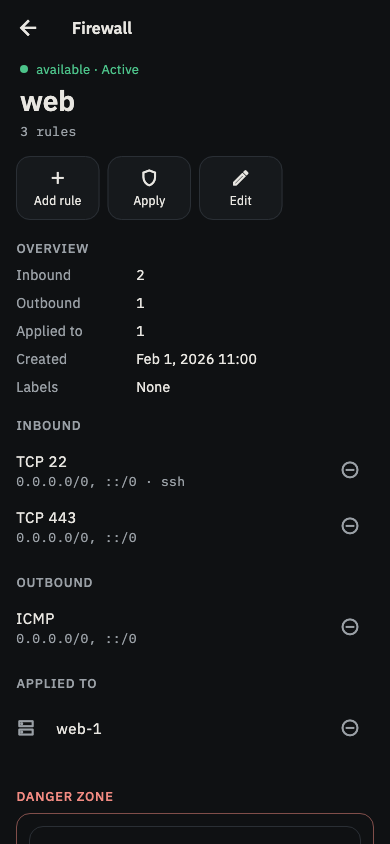 Firewall
available · Active
web
3 rules
Add rule
Apply
Edit
OVERVIEW
Inbound 2
Outbound 1
Applied to 1
Created Feb 1, 2026 11:00
Labels None
INBOUND
TCP 22
0.0.0.0/0, ::/0 · ssh
TCP 443
0.0.0.0/0, ::/0
OUTBOUND
ICMP
0.0.0.0/0, ::/0
APPLIED TO
web-1
DANGER ZONE